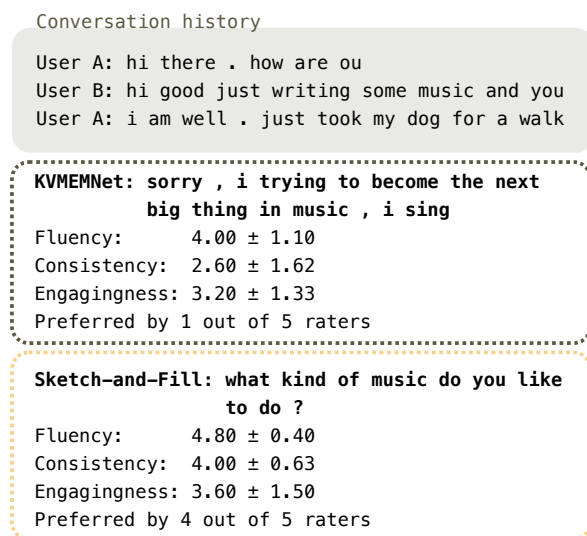 Conversation history
User A: hi there . how are ou
User B: hi good just writing some music and you
User A: i am well . just took my dog for a walk
KVMEMNet: sorry , i trying to become the next
big thing in music , i sing
Fluency: 4.00 ± 1.10
Consistency: 2.60 ± 1.62
Engagingness: 3.20 ± 1.33
Preferred by 1 out of 5 raters
Sketch–and–Fill: what kind of music do you like
to do ?
Fluency: 4.80 ± 0.40
Consistency: 4.00 ± 0.63
Engagingness: 3.60 ± 1.50
Preferred by 4 out of 5 raters